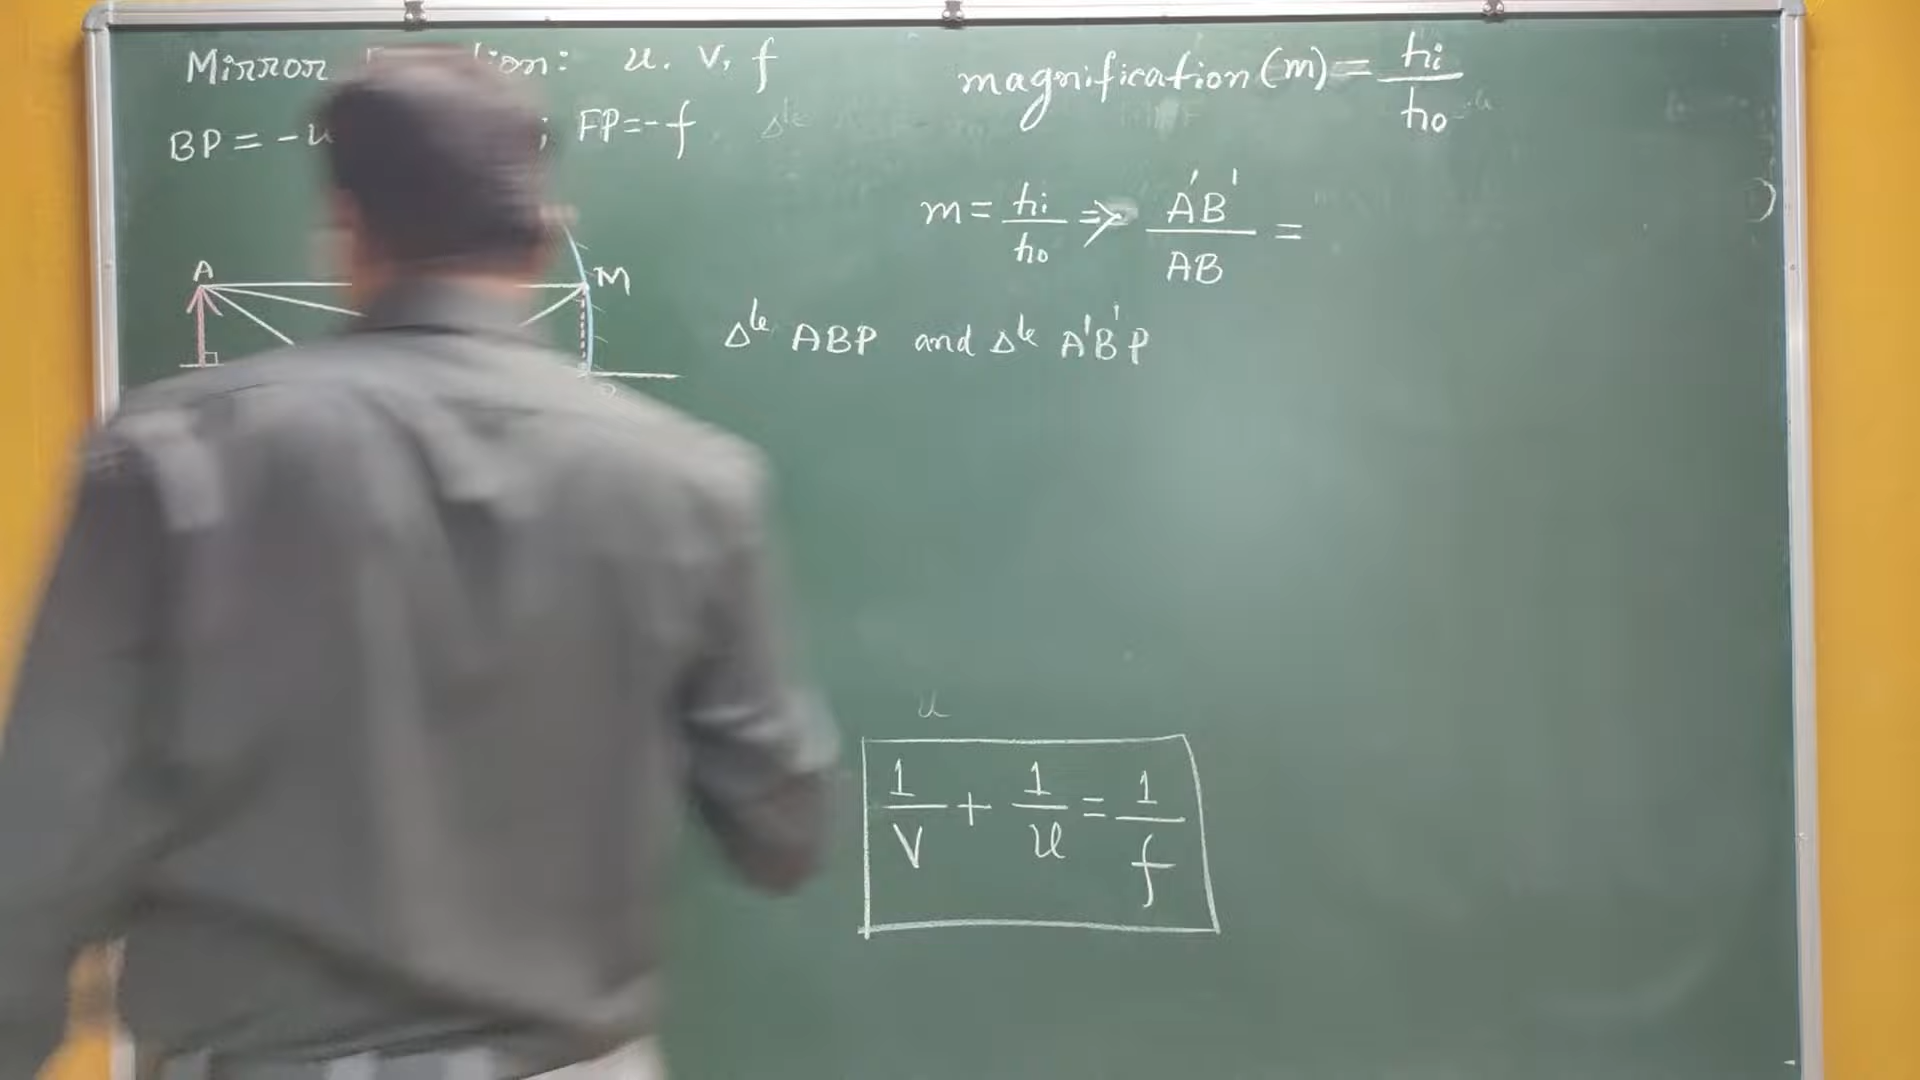 Mirror : u. v, f
BP = -u ; FP = -f
A
M
magnification (m) = hi/ho
m = hi/ho => A'B'/AB =
Δle ABP and Δle A'B'P
u
1/v + 1/u = 1/f